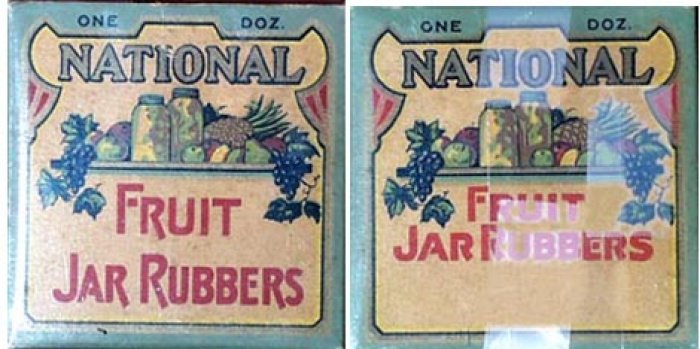 ONE DOZ.
NATIONAL
FRUIT
JAR RUBBERS
ONE DOZ.
NATIONAL
FRUIT
JAR RUBBERS